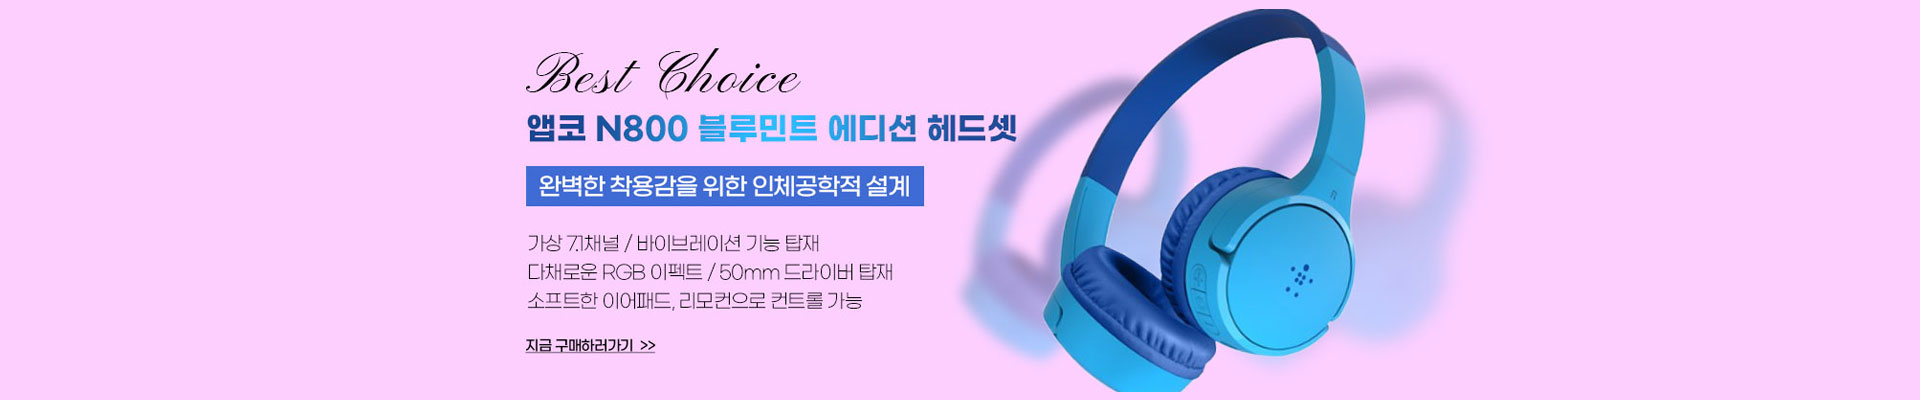 Best Choice
앱코 N800 블루민트 에디션 헤드셋
완벽한 착용감을 위한 인체공학적 설계
가상 7.1채널 / 바이브레이션 기능 탑재
다채로운 RGB 이펙트 / 50mm 드라이버 탑재
소프트한 이어패드, 리모컨으로 컨트롤 가능
지금 구매하러가기 >>